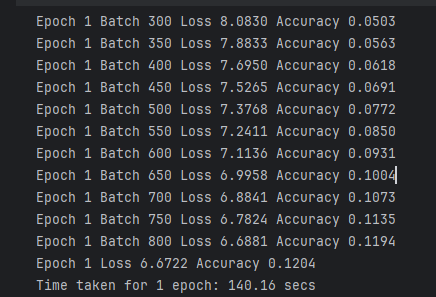 Epoch 1 Batch 300 Loss 8.0830 Accuracy 0.0503
Epoch 1 Batch 350 Loss 7.8833 Accuracy 0.0563
Epoch 1 Batch 400 Loss 7.6950 Accuracy 0.0618
Epoch 1 Batch 450 Loss 7.5265 Accuracy 0.0691
Epoch 1 Batch 500 Loss 7.3768 Accuracy 0.0772
Epoch 1 Batch 550 Loss 7.2411 Accuracy 0.0850
Epoch 1 Batch 600 Loss 7.1136 Accuracy 0.0931
Epoch 1 Batch 650 Loss 6.9958 Accuracy 0.1004
Epoch 1 Batch 700 Loss 6.8841 Accuracy 0.1073
Epoch 1 Batch 750 Loss 6.7824 Accuracy 0.1135
Epoch 1 Batch 800 Loss 6.6881 Accuracy 0.1194
Epoch 1 Loss 6.6722 Accuracy 0.1204
Time taken for 1 epoch: 140.16 secs